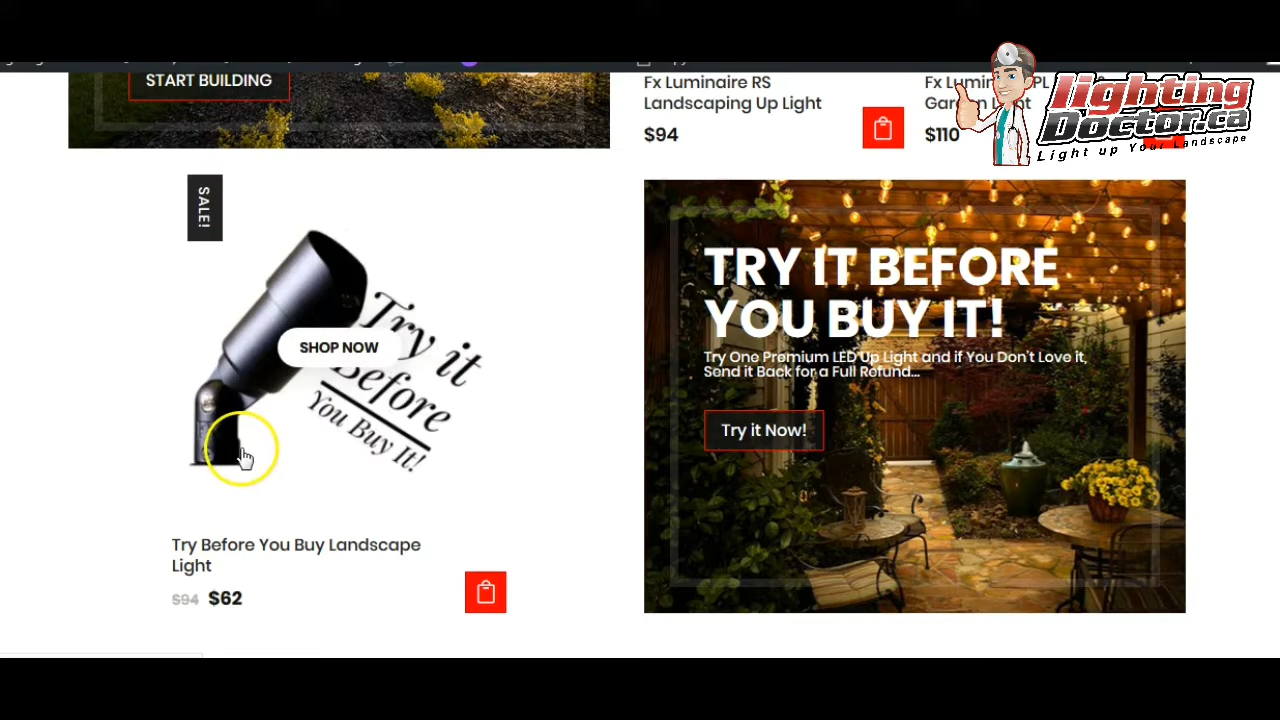 START BUILDING
Fx Luminaire RS
Landscaping Up Light
$94
Garden Light
$110
lighting
Doctor.ca
Light up Your Landscape
SALE!
Try it
Before
You Buy It!
SHOP NOW
Try Before You Buy Landscape
Light
$94 $62
TRY IT BEFORE
YOU BUY IT!
Try One Premium LED Up Light and if You Don't Love it,
Send it Back for a Full Refund...
Try it Now!